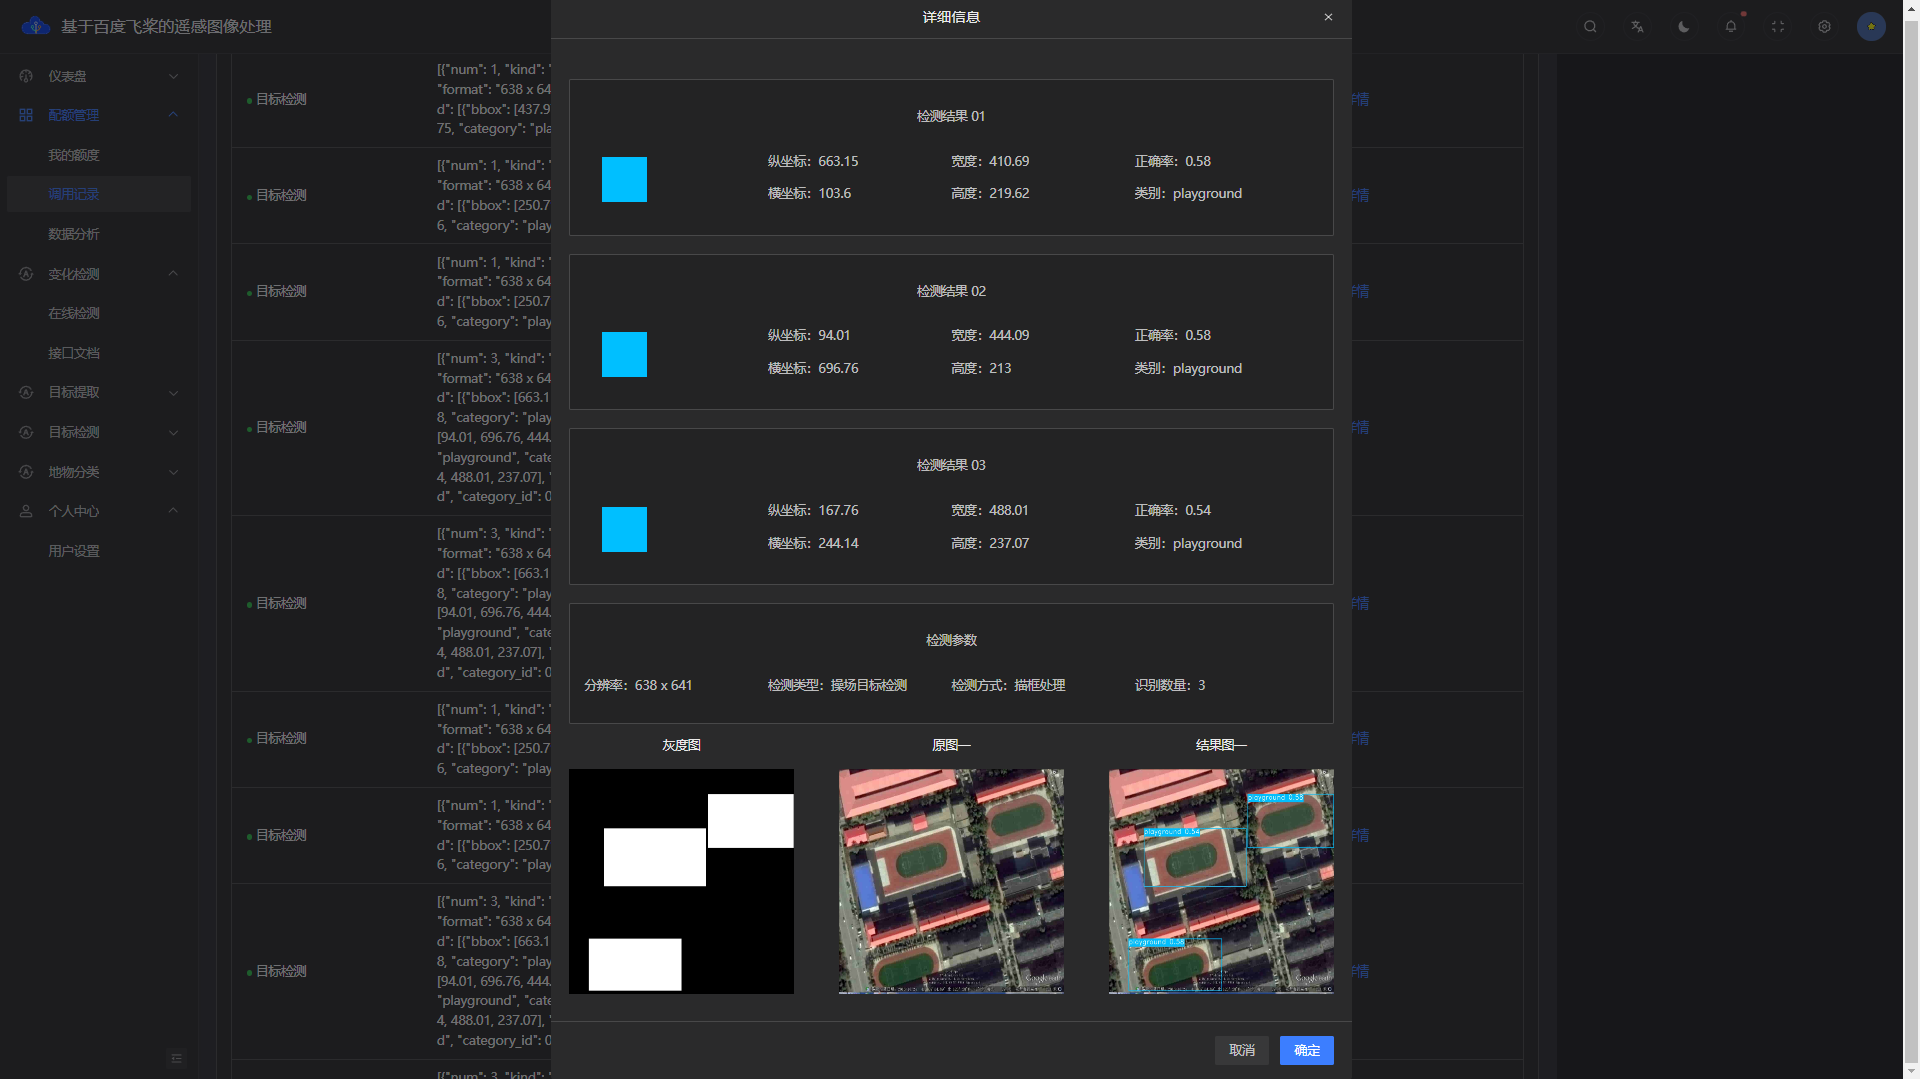 基于百度飞桨的遥感图像处理
仪表盘
配额管理
我的额度
调用记录
数据分析
变化检测
在线检测
接口文档
目标提取
目标检测
地物分类
个人中心
用户设置
目标检测
[{"num": 1, "kind": "
"format": "638 x 64
d": [{"bbox": [437.9
75, "category": "pla
详情
目标检测
[{"num": 1, "kind": "
"format": "638 x 64
d": [{"bbox": [250.7
6, "category": "play
详情
目标检测
[{"num": 1, "kind": "
"format": "638 x 64
d": [{"bbox": [250.7
6, "category": "play
详情
目标检测
[{"num": 3, "kind": "
"format": "638 x 64
d": [{"bbox": [663.1
8, "category": "play
[94.01, 696.76, 444.
"playground", "cate
4, 488.01, 237.07], "
d", "category_id": 0
详情
目标检测
[{"num": 3, "kind": "
"format": "638 x 64
d": [{"bbox": [663.1
8, "category": "play
[94.01, 696.76, 444.
"playground", "cate
4, 488.01, 237.07], "
d", "category_id": 0
详情
目标检测
[{"num": 1, "kind": "
"format": "638 x 64
d": [{"bbox": [250.7
6, "category": "play
详情
目标检测
[{"num": 1, "kind": "
"format": "638 x 64
d": [{"bbox": [250.7
6, "category": "play
详情
目标检测
[{"num": 3, "kind": "
"format": "638 x 64
d": [{"bbox": [663.1
8, "category": "play
[94.01, 696.76, 444.
"playground", "cate
4, 488.01, 237.07], "
d", "category_id": 0
详情
[{"num": 3, "kind": "
详细信息
检测结果 01
纵坐标：663.15 宽度：410.69 正确率：0.58
横坐标：103.6 高度：219.62 类别：playground
检测结果 02
纵坐标：94.01 宽度：444.09 正确率：0.58
横坐标：696.76 高度：213 类别：playground
检测结果 03
纵坐标：167.76 宽度：488.01 正确率：0.54
横坐标：244.14 高度：237.07 类别：playground
检测参数
分辨率：638 x 641 检测类型：操场目标检测 检测方式：描框处理 识别数量：3
灰度图 原图一 结果图一
playground 0.58
playground 0.54
playground 0.58
Google
取消 确定